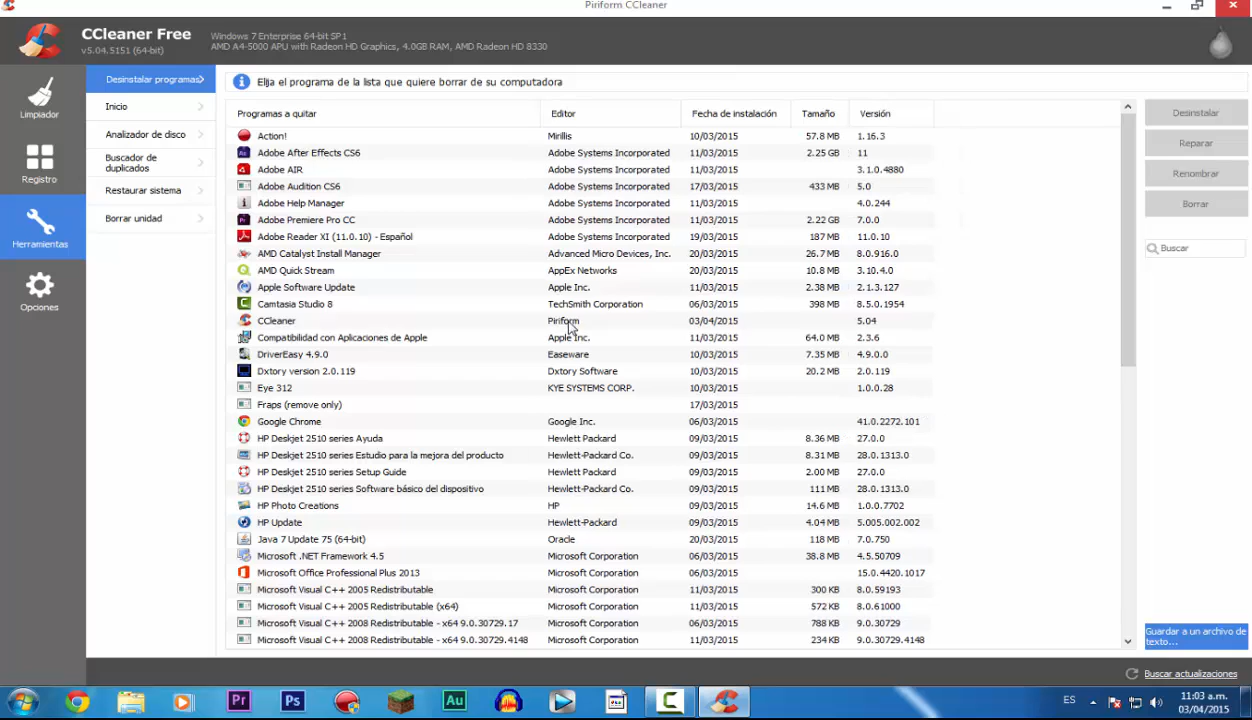 Piriform CCleaner
CCleaner Free
v5.04.5151 (64-bit)
Windows 7 Enterprise 64-bit SP1
AMD A4-5000 APU with Radeon HD Graphics, 4.0GB RAM, AMD Radeon HD 8330
Limpiador
Registro
Herramientas
Opciones
Desinstalar programas
Inicio
Analizador de disco
Buscador de
duplicados
Restaurar sistema
Borrar unidad
Elija el programa de la lista que quiere borrar de su computadora
Programas a quitar Editor Fecha de instalación Tamaño Versión
Action! Mirillis 10/03/2015 57.8 MB 1.16.3
Adobe After Effects CS6 Adobe Systems Incorporated 11/03/2015 2.25 GB 11
Adobe AIR Adobe Systems Incorporated 11/03/2015 3.1.0.4880
Adobe Audition CS6 Adobe Systems Incorporated 17/03/2015 433 MB 5.0
Adobe Help Manager Adobe Systems Incorporated 11/03/2015 4.0.244
Adobe Premiere Pro CC Adobe Systems Incorporated 11/03/2015 2.22 GB 7.0.0
Adobe Reader XI (11.0.10) - Español Adobe Systems Incorporated 19/03/2015 187 MB 11.0.10
AMD Catalyst Install Manager Advanced Micro Devices, Inc. 20/03/2015 26.7 MB 8.0.916.0
AMD Quick Stream AppEx Networks 20/03/2015 10.8 MB 3.10.4.0
Apple Software Update Apple Inc. 11/03/2015 2.38 MB 2.1.3.127
Camtasia Studio 8 TechSmith Corporation 06/03/2015 398 MB 8.5.0.1954
CCleaner Piriform 03/04/2015 5.04
Compatibilidad con Aplicaciones de Apple Apple Inc. 11/03/2015 64.0 MB 2.3.6
DriverEasy 4.9.0 Easeware 10/03/2015 7.35 MB 4.9.0.0
Dxtory version 2.0.119 Dxtory Software 10/03/2015 20.2 MB 2.0.119
Eye 312 KYE SYSTEMS CORP. 10/03/2015 1.0.0.28
Fraps (remove only) 17/03/2015
Google Chrome Google Inc. 06/03/2015 41.0.2272.101
HP Deskjet 2510 series Ayuda Hewlett Packard 09/03/2015 8.36 MB 27.0.0
HP Deskjet 2510 series Estudio para la mejora del producto Hewlett-Packard Co. 09/03/2015 8.31 MB 28.0.1313.0
HP Deskjet 2510 series Setup Guide Hewlett Packard 09/03/2015 2.00 MB 27.0.0
HP Deskjet 2510 series Software básico del dispositivo Hewlett-Packard Co. 09/03/2015 111 MB 28.0.1313.0
HP Photo Creations HP 09/03/2015 14.6 MB 1.0.0.7702
HP Update Hewlett-Packard 09/03/2015 4.04 MB 5.005.002.002
Java 7 Update 75 (64-bit) Oracle 20/03/2015 118 MB 7.0.750
Microsoft .NET Framework 4.5 Microsoft Corporation 06/03/2015 38.8 MB 4.5.50709
Microsoft Office Professional Plus 2013 Microsoft Corporation 06/03/2015 15.0.4420.1017
Microsoft Visual C++ 2005 Redistributable Microsoft Corporation 11/03/2015 300 KB 8.0.59193
Microsoft Visual C++ 2005 Redistributable (x64) Microsoft Corporation 11/03/2015 572 KB 8.0.61000
Microsoft Visual C++ 2008 Redistributable - x64 9.0.30729.17 Microsoft Corporation 06/03/2015 788 KB 9.0.30729
Microsoft Visual C++ 2008 Redistributable - x64 9.0.30729.4148 Microsoft Corporation 11/03/2015 234 KB 9.0.30729.4148
Desinstalar
Reparar
Renombrar
Borrar
Buscar
Guardar a un archivo de
texto...
Buscar actualizaciones
Pr
Ps
Au
ES
11:03 a.m.
03/04/2015